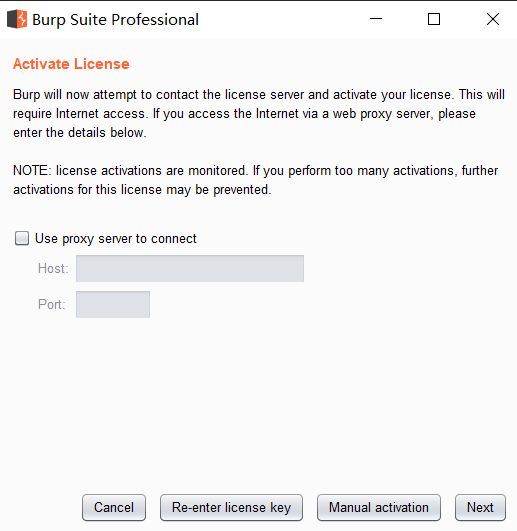 Burp Suite Professional
Activate License
Burp will now attempt to contact the license server and activate your license. This will
require Internet access. If you access the Internet via a web proxy server, please
enter the details below.
NOTE: license activations are monitored. If you perform too many activations, further
activations for this license may be prevented.
Use proxy server to connect
Host:
Port:
Cancel
Re-enter license key
Manual activation
Next